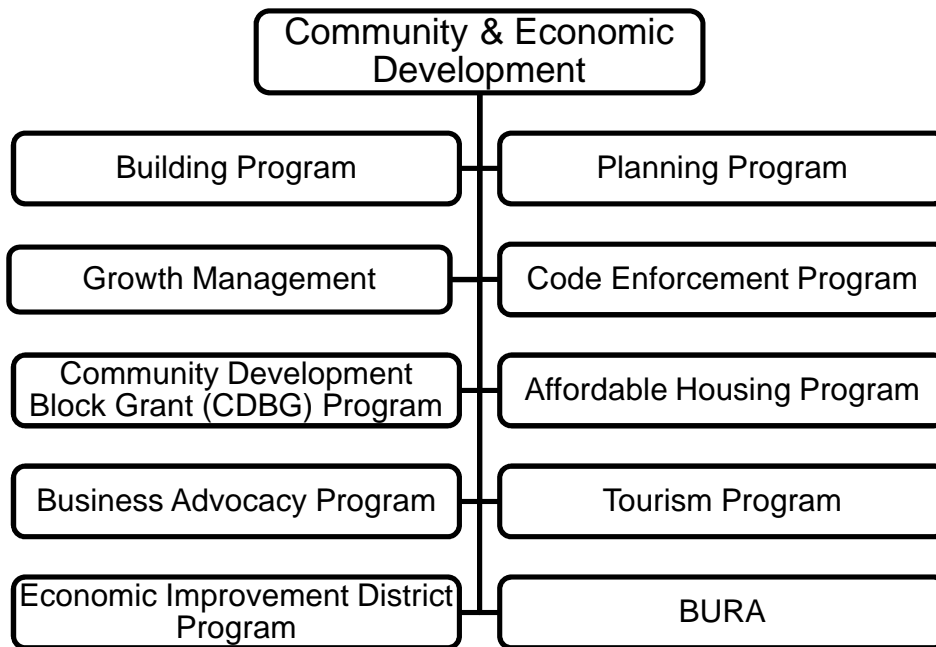 Community & Economic
Development
Building Program
Planning Program
Growth Management
Code Enforcement Program
Community Development
Block Grant (CDBG) Program
Affordable Housing Program
Business Advocacy Program
Tourism Program
Economic Improvement District
Program
BURA